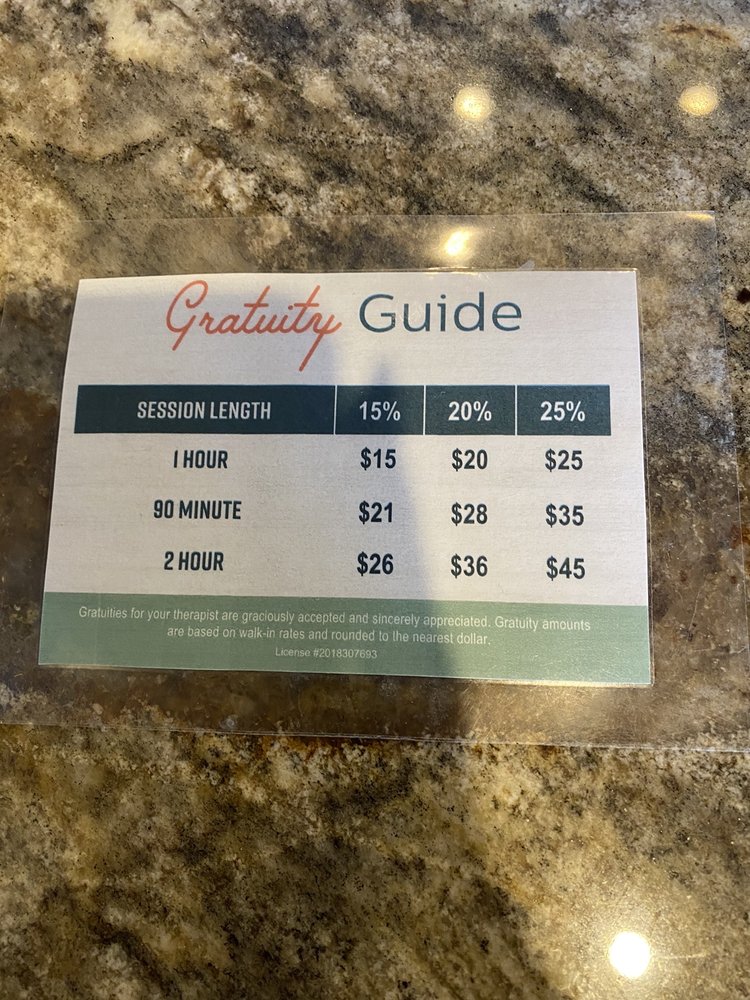 Gratuity Guide
SESSION LENGTH 15% 20% 25%
1 HOUR $15 $20 $25
90 MINUTE $21 $28 $35
2 HOUR $26 $36 $45
Gratuities for your therapist are graciously accepted and sincerely appreciated. Gratuity amounts
are based on walk-in rates and rounded to the nearest dollar.
License #2018307693